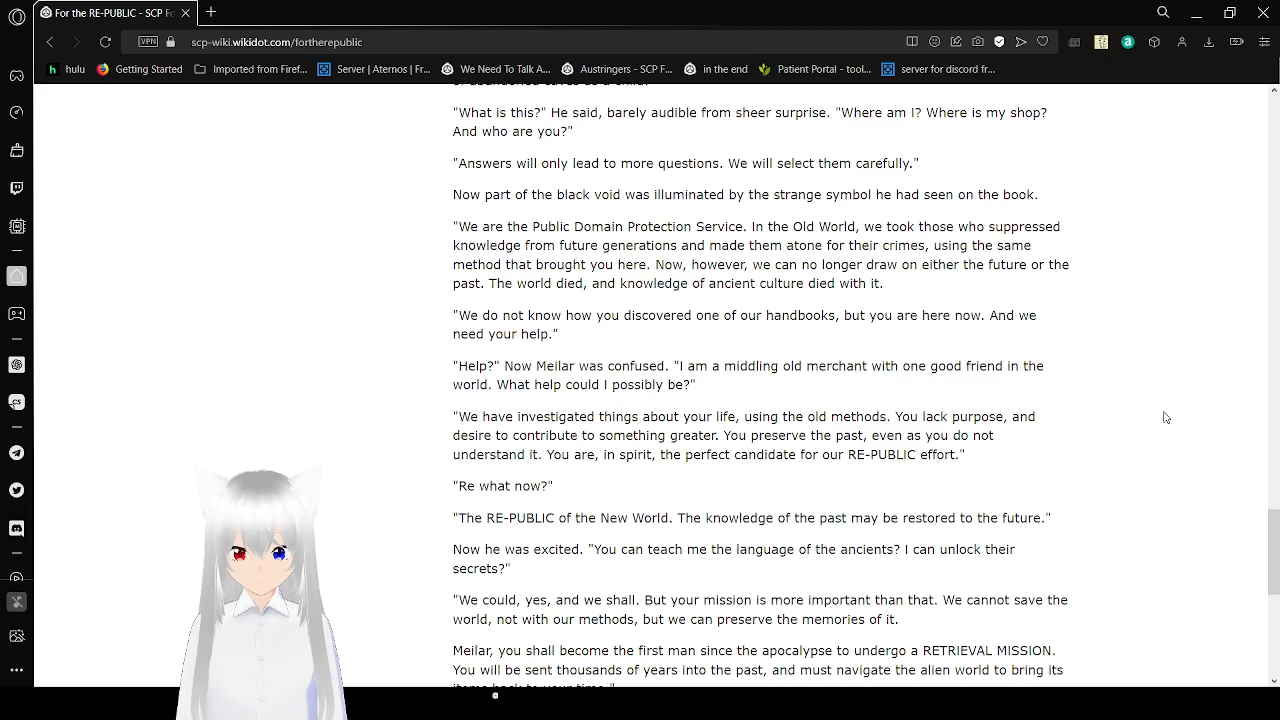 For the RE-PUBLIC - SCP Fo
VPN
scp-wiki.wikidot.com/fortherepublic
hulu
Getting Started
Imported from Firef...
Server | Aternos | Fr...
We Need To Talk A...
Austringers - SCP F...
in the end
Patient Portal - tool...
server for discord fr...
"What is this?" He said, barely audible from sheer surprise. "Where am I? Where is my shop?
And who are you?"
"Answers will only lead to more questions. We will select them carefully."
Now part of the black void was illuminated by the strange symbol he had seen on the book.
"We are the Public Domain Protection Service. In the Old World, we took those who suppressed
knowledge from future generations and made them atone for their crimes, using the same
method that brought you here. Now, however, we can no longer draw on either the future or the
past. The world died, and knowledge of ancient culture died with it.
"We do not know how you discovered one of our handbooks, but you are here now. And we
need your help."
"Help?" Now Meilar was confused. "I am a middling old merchant with one good friend in the
world. What help could I possibly be?"
"We have investigated things about your life, using the old methods. You lack purpose, and
desire to contribute to something greater. You preserve the past, even as you do not
understand it. You are, in spirit, the perfect candidate for our RE-PUBLIC effort."
"Re what now?"
"The RE-PUBLIC of the New World. The knowledge of the past may be restored to the future."
Now he was excited. "You can teach me the language of the ancients? I can unlock their
secrets?"
"We could, yes, and we shall. But your mission is more important than that. We cannot save the
world, not with our methods, but we can preserve the memories of it.
Meilar, you shall become the first man since the apocalypse to undergo a RETRIEVAL MISSION.
You will be sent thousands of years into the past, and must navigate the alien world to bring its